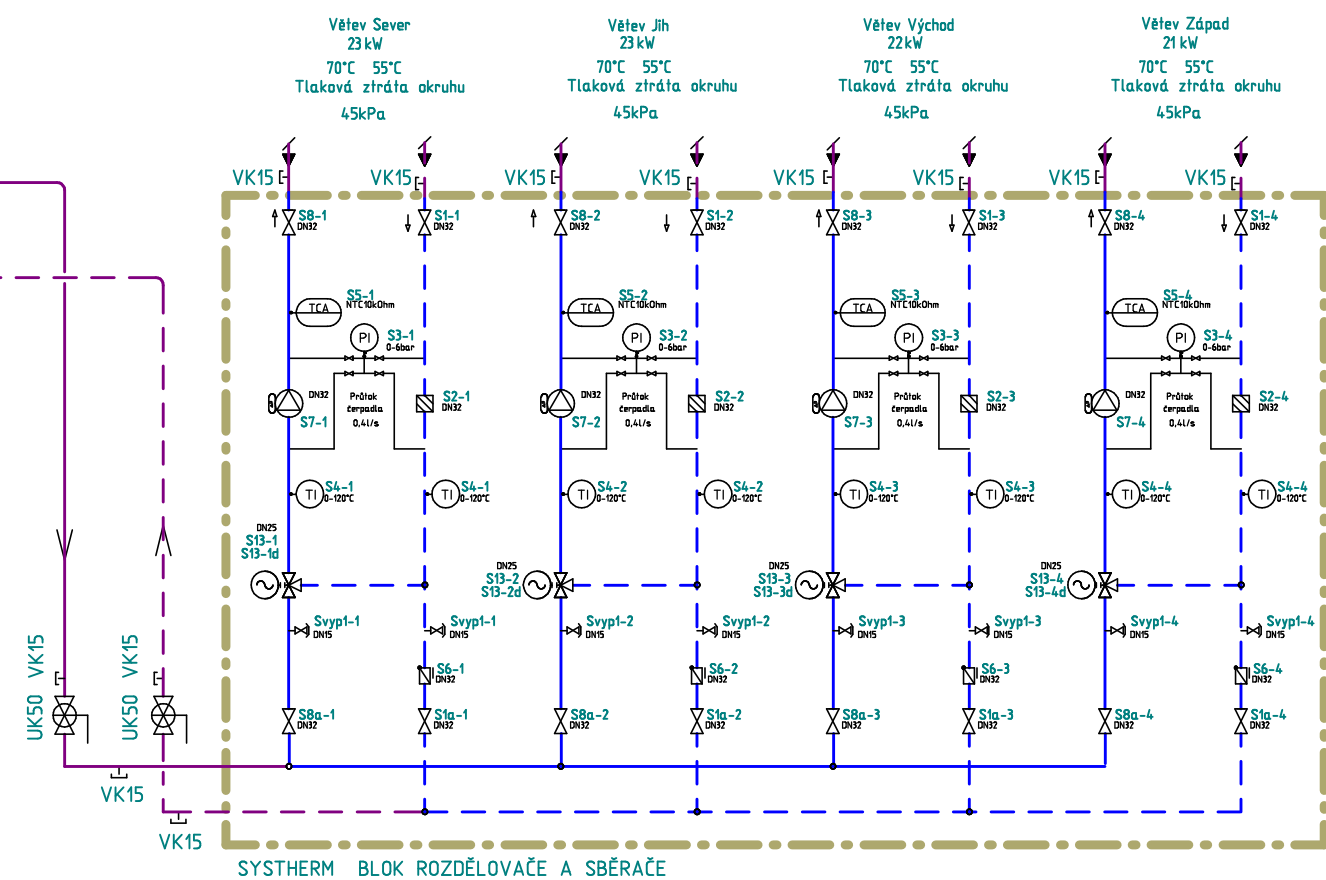 Větev Sever
23 kW
70°C 55°C
Tlaková ztráta okruhu
45kPa
Větev Jih
23 kW
70°C 55°C
Tlaková ztráta okruhu
45kPa
Větev Východ
22 kW
70°C 55°C
Tlaková ztráta okruhu
45kPa
Větev Západ
21 kW
70°C 55°C
Tlaková ztráta okruhu
45kPa
VK15 VK15 VK15 VK15 VK15 VK15 VK15 VK15
S8-1 S1-1 S8-2 S1-2 S8-3 S1-3 S8-4 S1-4
DN32 DN32 DN32 DN32 DN32 DN32 DN32 DN32
S5-1 S5-2 S5-3 S5-4
TCA NTC10kOhm TCA NTC10kOhm TCA NTC10kOhm TCA NTC10kOhm
PI S3-1 PI S3-2 PI S3-3 PI S3-4
0-6bar 0-6bar 0-6bar 0-6bar
DN32 Průtok S2-1 DN32 Průtok S2-2 DN32 Průtok S2-3 DN32 Průtok S2-4
čerpadla DN32 čerpadla DN32 čerpadla DN32 čerpadla DN32
S7-1 0,4l/s S7-2 0,4l/s S7-3 0,4l/s S7-4 0,4l/s
TI S4-1 TI S4-1 TI S4-2 TI S4-2 TI S4-3 TI S4-3 TI S4-4 TI S4-4
0-120°C 0-120°C 0-120°C 0-120°C 0-120°C 0-120°C 0-120°C 0-120°C
DN25
S13-1
S13-1d
DN25
S13-2
S13-2d
DN25
S13-3
S13-3d
DN25
S13-4
S13-4d
Svyp1-1 Svyp1-1 Svyp1-2 Svyp1-2 Svyp1-3 Svyp1-3 Svyp1-4 Svyp1-4
DN15 DN15 DN15 DN15 DN15 DN15 DN15 DN15
S6-1 S6-2 S6-3 S6-4
DN32 DN32 DN32 DN32
UK50 VK15
UK50 VK15
S8a-1 S1a-1 S8a-2 S1a-2 S8a-3 S1a-3 S8a-4 S1a-4
DN32 DN32 DN32 DN32 DN32 DN32 DN32 DN32
VK15
VK15
SYSTHERM BLOK ROZDĚLOVAČE A SBĚRAČE